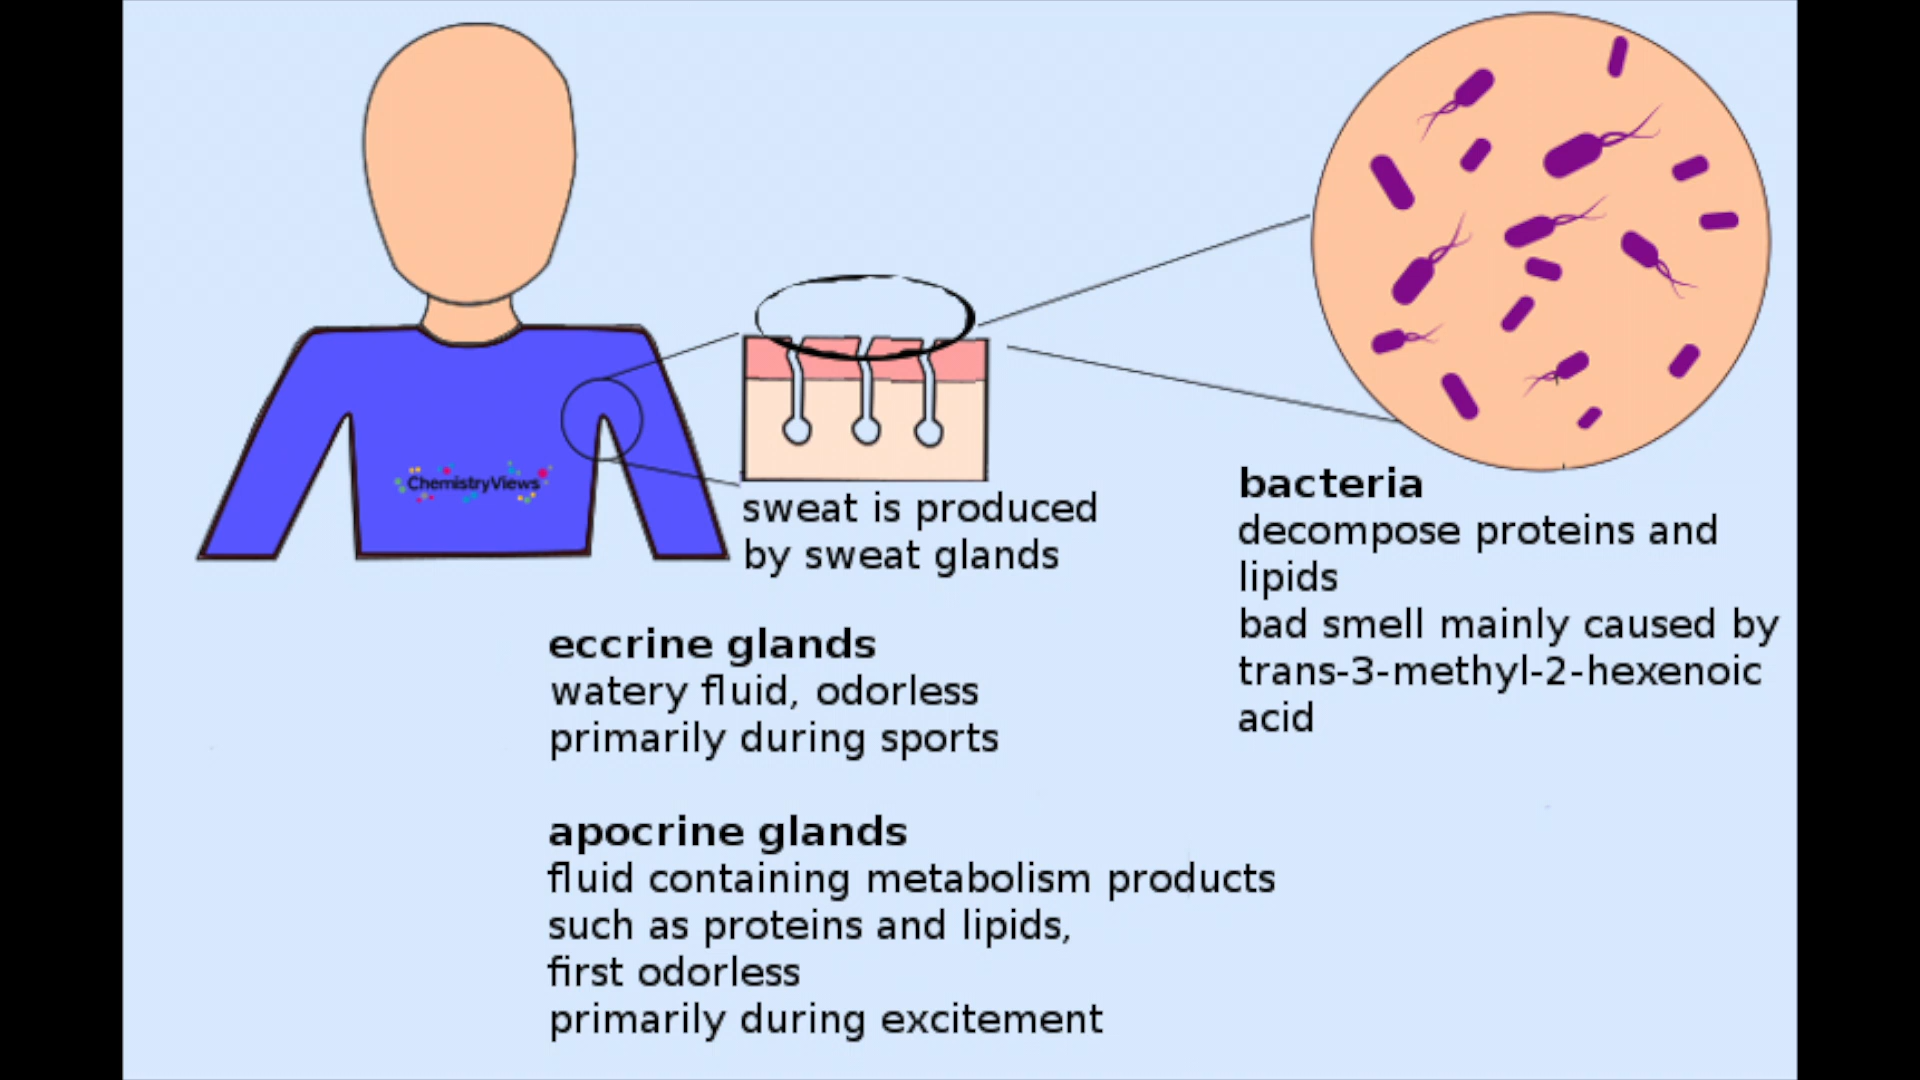 ChemistryViews
sweat is produced
by sweat glands
eccrine glands
watery fluid, odorless
primarily during sports
apocrine glands
fluid containing metabolism products
such as proteins and lipids,
first odorless
primarily during excitement
bacteria
decompose proteins and
lipids
bad smell mainly caused by
trans-3-methyl-2-hexenoic
acid